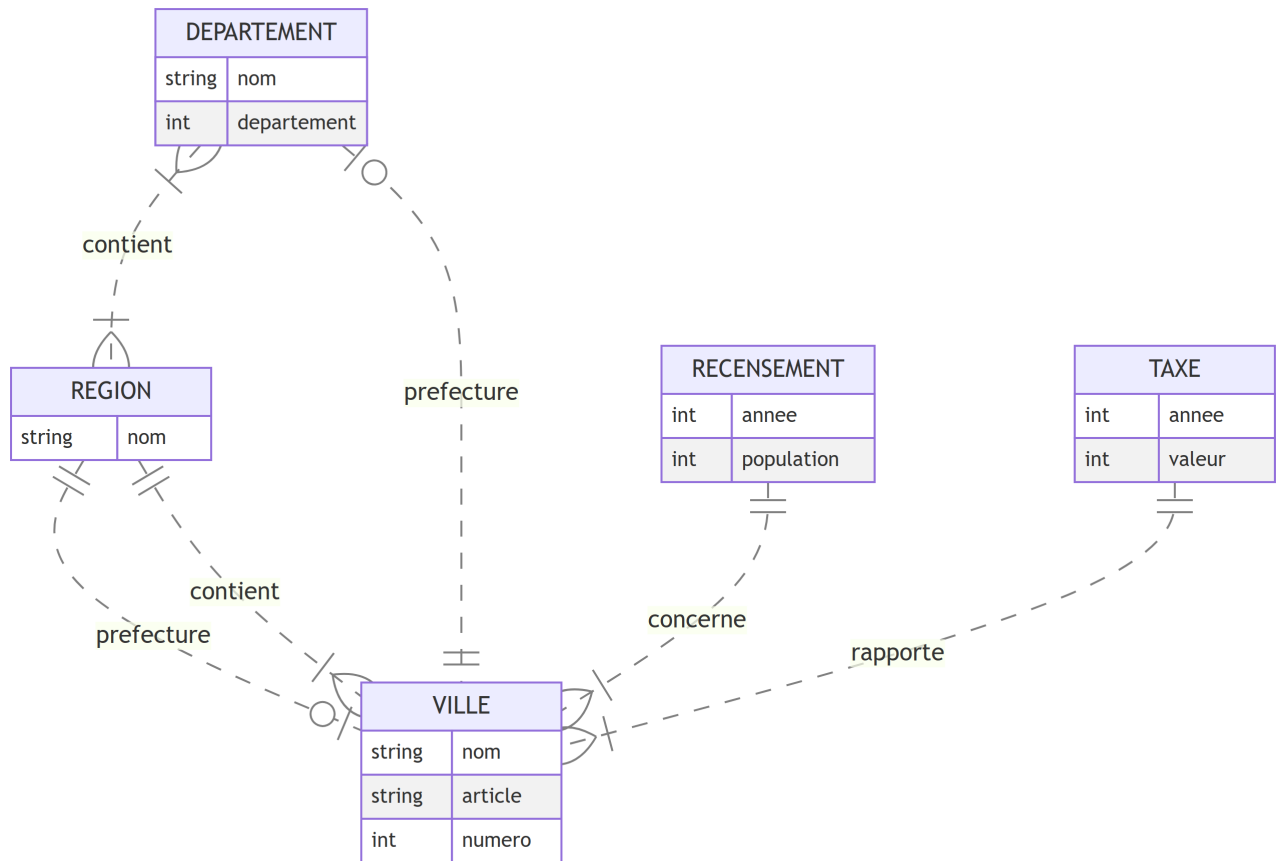 DEPARTEMENT
string nom
int departement
contient
prefecture
REGION
string nom
RECENSEMENT
int annee
int population
TAXE
int annee
int valeur
contient
prefecture
concerne
rapporte
VILLE
string nom
string article
int numero